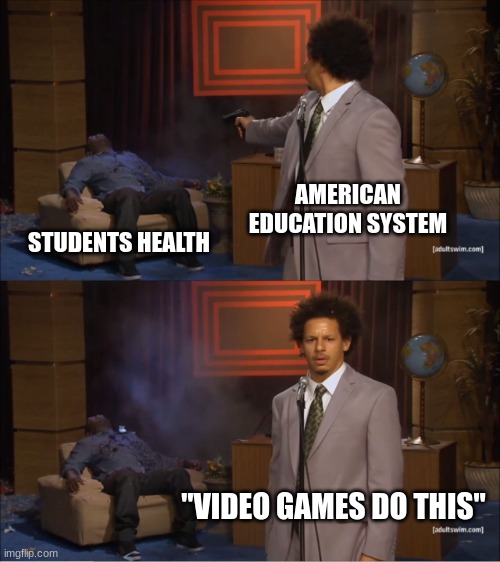 AMERICAN
EDUCATION SYSTEM
STUDENTS HEALTH
[adultswim.com]
"VIDEO GAMES DO THIS"
[adultswim.com]
imgflip.com